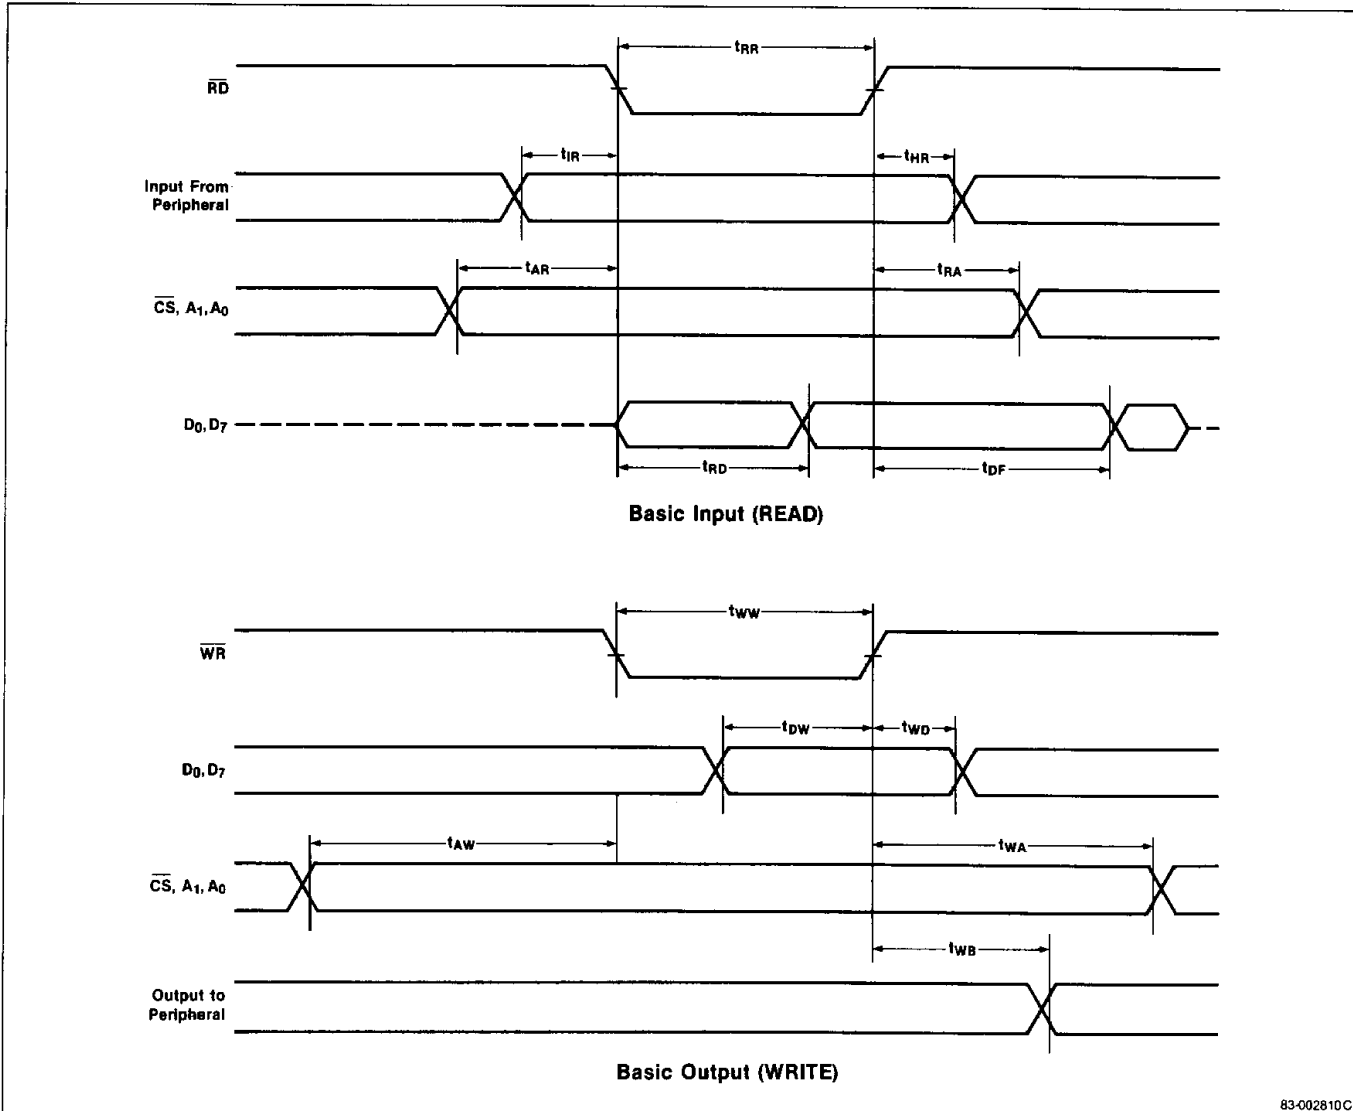 tRR
RD
tIR
tHR
Input From
Peripheral
tAR
tRA
CS, A1, A0
D0, D7
tRD
tDF
Basic Input (READ)
tWW
WR
tDW
tWD
D0, D7
tAW
tWA
CS, A1, A0
tWB
Output to
Peripheral
Basic Output (WRITE)
83-002810C